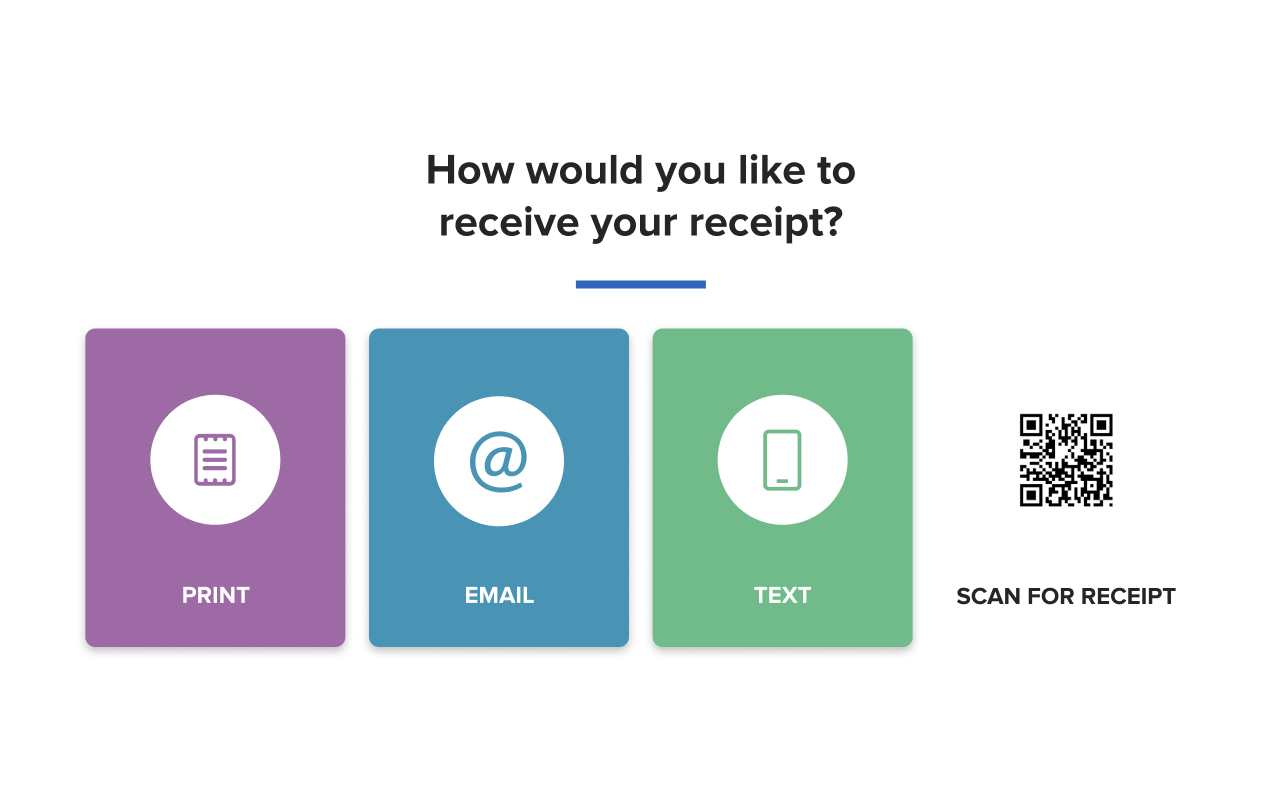 How would you like to
receive your receipt?
PRINT
EMAIL
TEXT
SCAN FOR RECEIPT